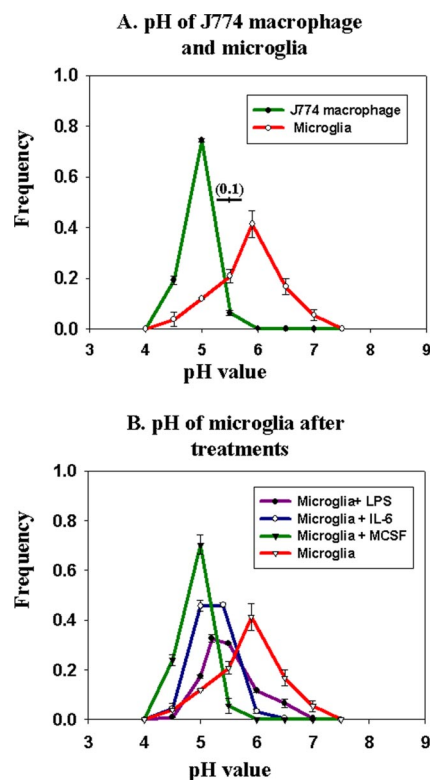 A. pH of J774 macrophage
and microglia
1.0
0.8
0.6
0.4
0.2
0.0
Frequency
J774 macrophage
Microglia
(0.1)
3 4 5 6 7 8 9
pH value
B. pH of microglia after
treatments
1.0
0.8
0.6
0.4
0.2
0.0
Frequency
Microglia+ LPS
Microglia + IL-6
Microglia + MCSF
Microglia
3 4 5 6 7 8 9
pH value